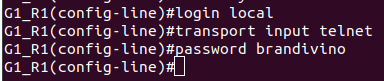 G1_R1(config-line)#login local
G1_R1(config-line)#transport input telnet
G1_R1(config-line)#password brandivino
G1_R1(config-line)#